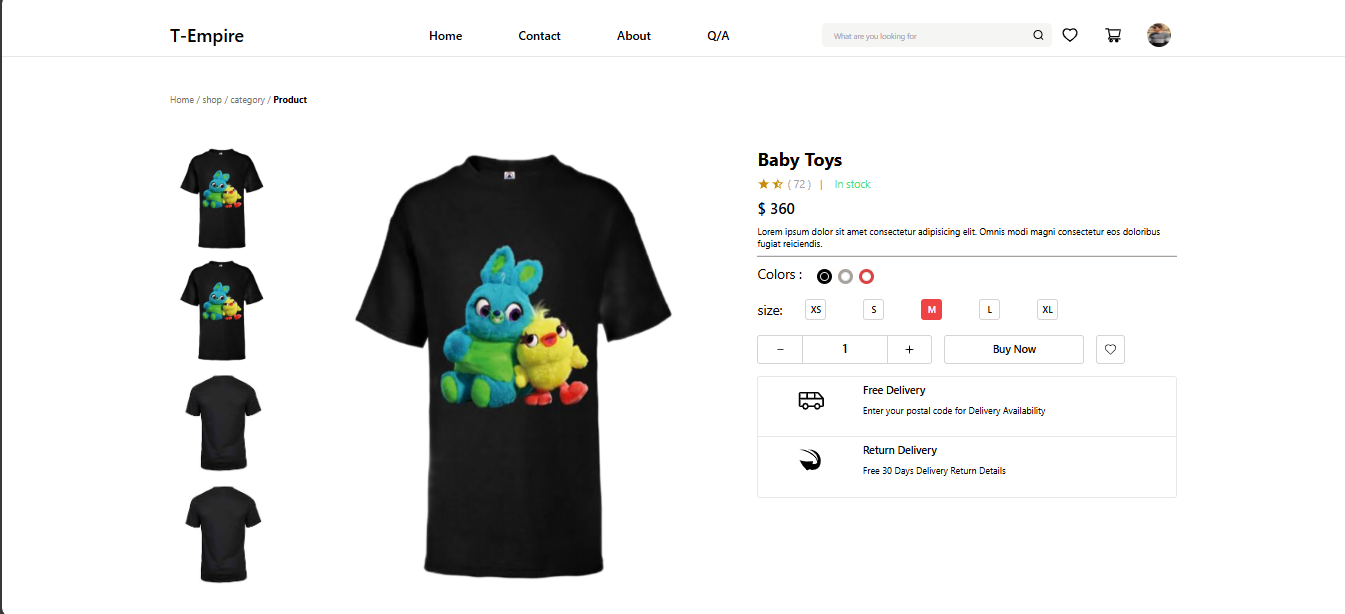 T-Empire
Home
Contact
About
Q/A
What are you looking for
Home / shop / category / Product
Baby Toys
( 72 ) | In stock
$ 360
Lorem ipsum dolor sit amet consectetur adipisicing elit. Omnis modi magni consectetur eos doloribus
fugiat reiciendis.
Colors :
size:
XS
S
M
L
XL
− 1 +
Buy Now
Free Delivery
Enter your postal code for Delivery Availability
Return Delivery
Free 30 Days Delivery Return Details